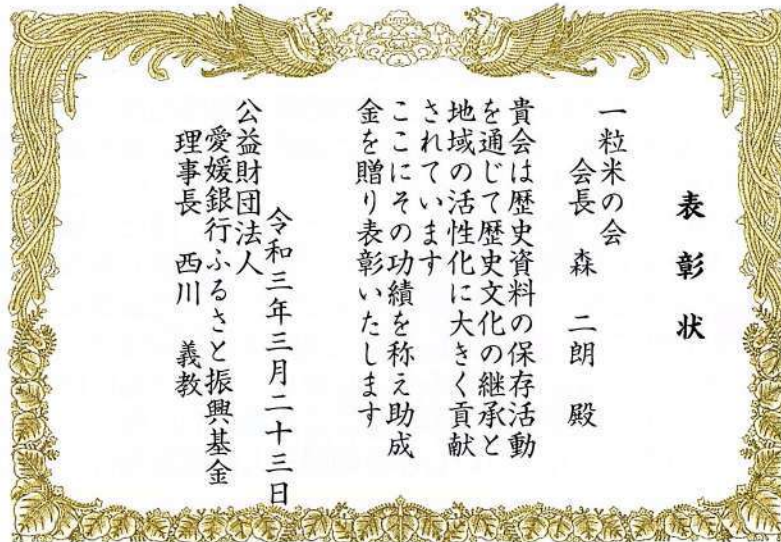 表彰状
一粒米の会
会長 森 二朗 殿
貴会は歴史資料の保存活動
を通じて歴史文化の継承と
地域の活性化に大きく貢献
されています
ここにその功績を称え助成
金を贈り表彰いたします
令和三年三月二十三日
公益財団法人
愛媛銀行ふるさと振興基金
理事長 西川 義教